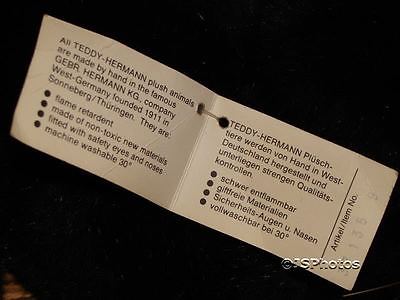 All TEDDY-HERMANN plush animals
are made by hand in the famous
GEBR. HERMANN KG. company
West-Germany founded 1911 in
Sonneberg/Thüringen. They are:
● flame retardent
● made of non-toxic new materials
● fitted with safety eyes and noses
● machine washable 30°
TEDDY-HERMANN Plüsch-
tiere werden von Hand in West-
Deutschland hergestellt und
unterliegen strengen Qualitäts-
kontrollen.
● schwer entflammbar
● giftfreie Materialien
● Sicherheits-Augen u. Nasen
● vollwaschbar bei 30°
Artikel/Item No.
©JSPhotos